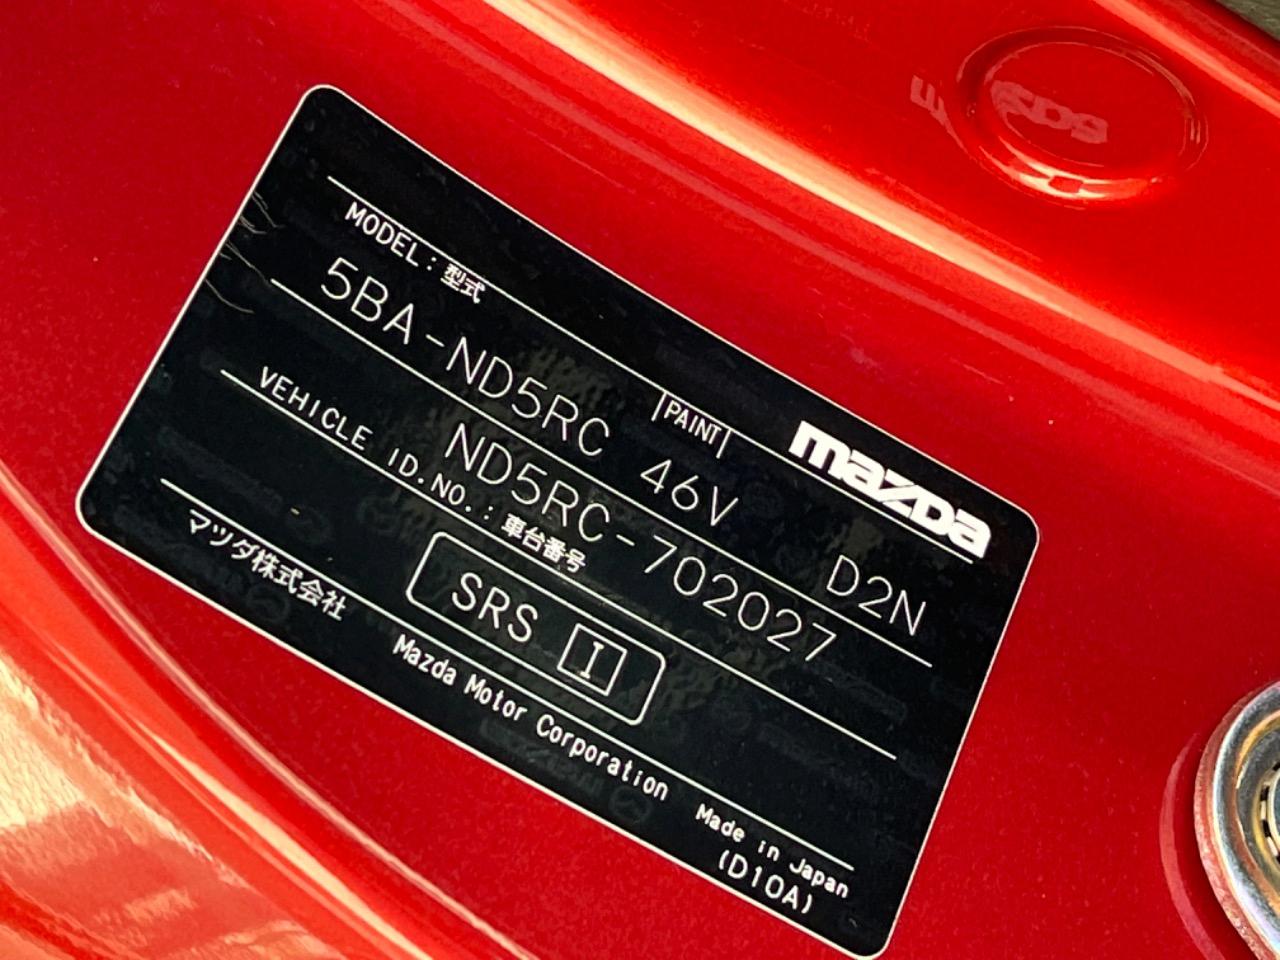 mazda
MODEL: 型式 |PAINT|
5BA-ND5RC 46V D2N
ND5RC-702027
VEHICLE ID.NO.: 車台番号
SRS I
マツダ株式会社
Mazda Motor Corporation Made in Japan
(D10A)